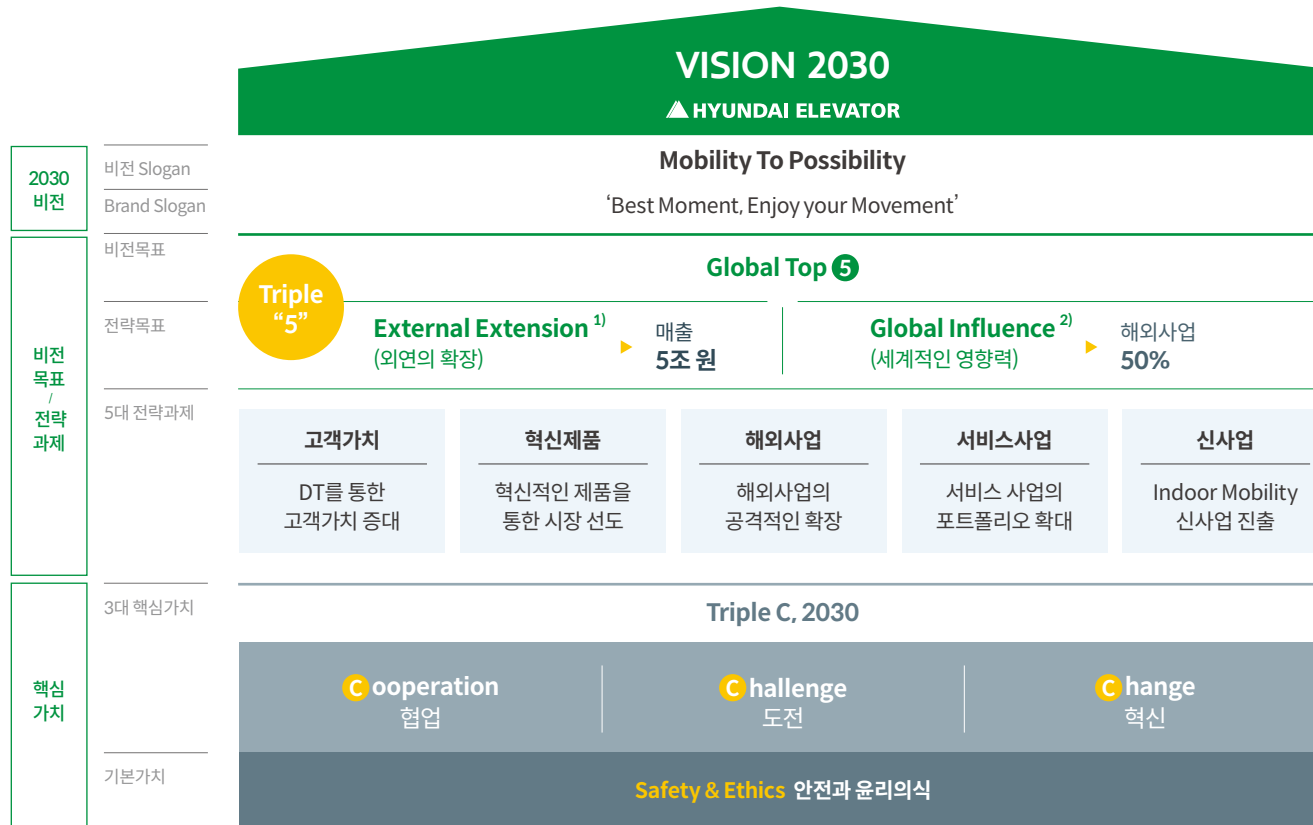 VISION 2030
HYUNDAI ELEVATOR
2030
비전
비전 Slogan
Mobility To Possibility
Brand Slogan
‘Best Moment, Enjoy your Movement’
비전
목표
/
전략
과제
비전목표
Global Top 5
Triple
“5”
전략목표
External Extension 1)
(외연의 확장)
매출
5조 원
Global Influence 2)
(세계적인 영향력)
해외사업
50%
5대 전략과제
고객가치
DT를 통한
고객가치 증대
혁신제품
혁신적인 제품을
통한 시장 선도
해외사업
해외사업의
공격적인 확장
서비스사업
서비스 사업의
포트폴리오 확대
신사업
Indoor Mobility
신사업 진출
핵심
가치
3대 핵심가치
Triple C, 2030
Cooperation
협업
Challenge
도전
Change
혁신
기본가치
Safety & Ethics 안전과 윤리의식